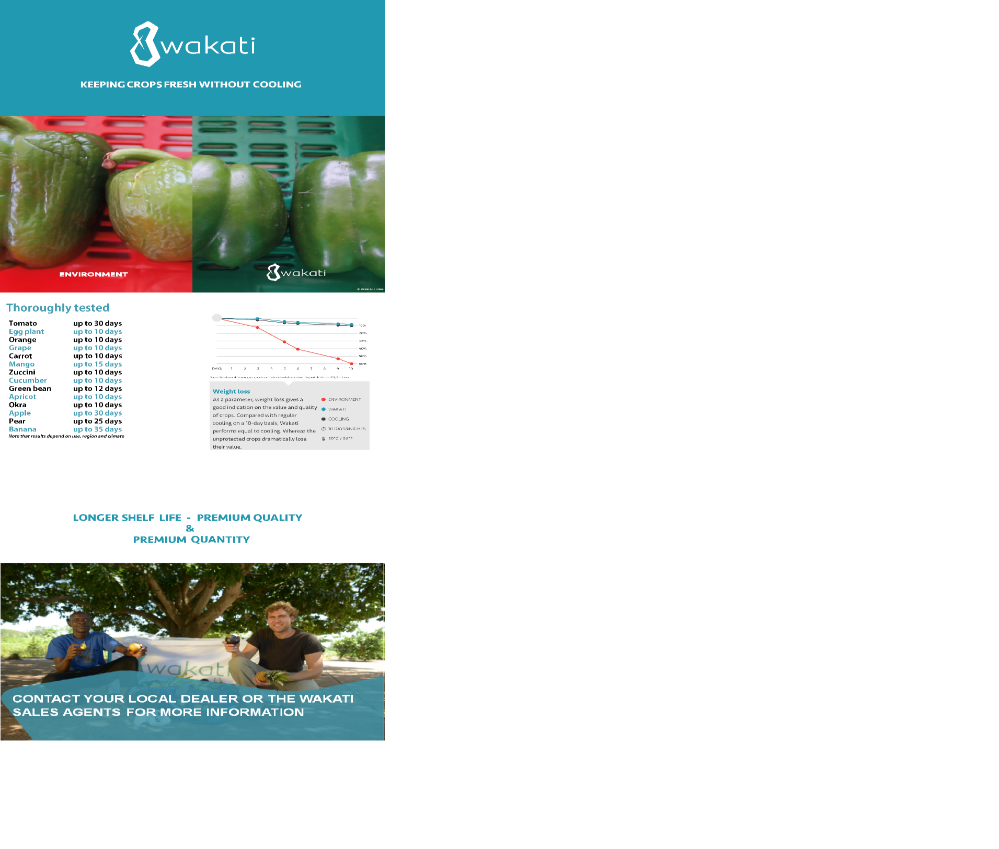 wakati
KEEPING CROPS FRESH WITHOUT COOLING
ENVIRONMENT
wakati
© WAKATI
Thoroughly tested
Tomato up to 30 days
Egg plant up to 10 days
Orange up to 10 days
Grape up to 10 days
Carrot up to 10 days
Mango up to 15 days
Zuccini up to 10 days
Cucumber up to 10 days
Green bean up to 12 days
Apricot up to 10 days
Okra up to 10 days
Apple up to 30 days
Pear up to 25 days
Banana up to 35 days
Note that results depend on use, region and climate
10%
20%
30%
40%
50%
60%
DAYS 1 2 3 4 5 6 7 8 9 10
Weight loss
As a parameter, weight loss gives a
good indication on the value and quality
of crops. Compared with regular
cooling on a 10-day basis, Wakati
performs equal to cooling. Whereas the
unprotected crops dramatically lose
their value.
ENVIRONMENT
WAKATI
COOLING
10 DAYS&NIGHTS
30°C / 86°F
LONGER SHELF LIFE - PREMIUM QUALITY
&
PREMIUM QUANTITY
wakati
CONTACT YOUR LOCAL DEALER OR THE WAKATI
SALES AGENTS FOR MORE INFORMATION